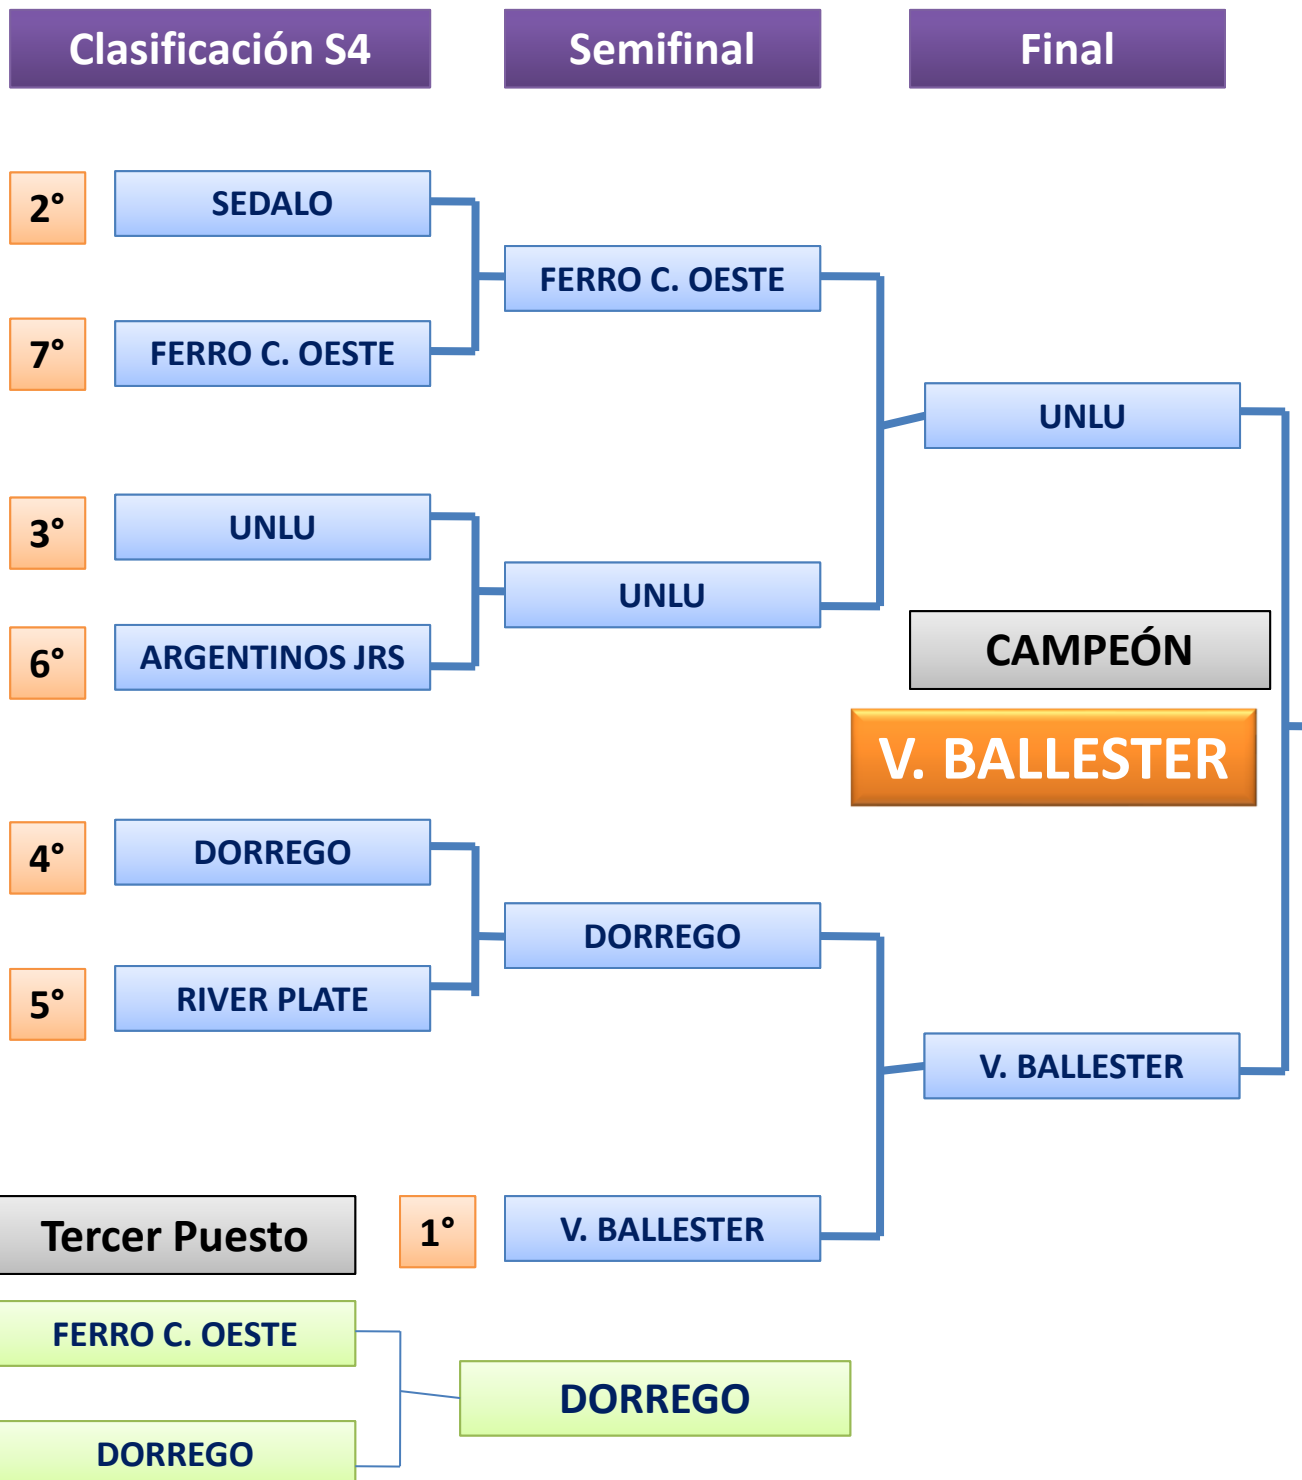 Clasificación S4
Semifinal
Final
2°
SEDALO
FERRO C. OESTE
7°
FERRO C. OESTE
UNLU
3°
UNLU
UNLU
6°
ARGENTINOS JRS
CAMPEÓN
V. BALLESTER
4°
DORREGO
DORREGO
5°
RIVER PLATE
V. BALLESTER
Tercer Puesto
1°
V. BALLESTER
FERRO C. OESTE
DORREGO
DORREGO